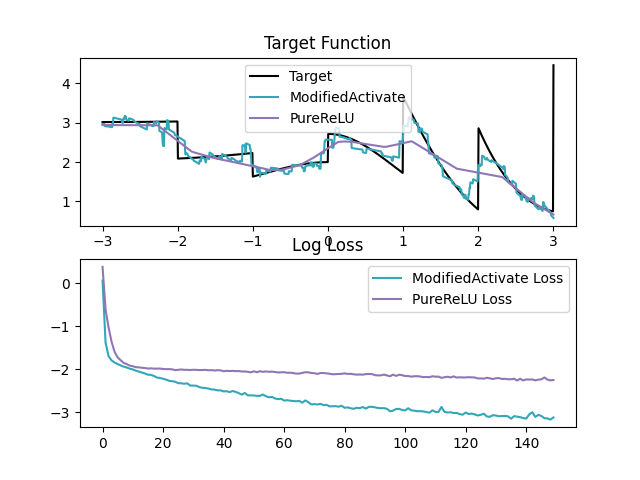 Target Function
Target
ModifiedActivate
PureReLU
4
3
2
1
−3 −2 −1 0 1 2 3
Log Loss
ModifiedActivate Loss
PureReLU Loss
0
−1
−2
−3
0 20 40 60 80 100 120 140